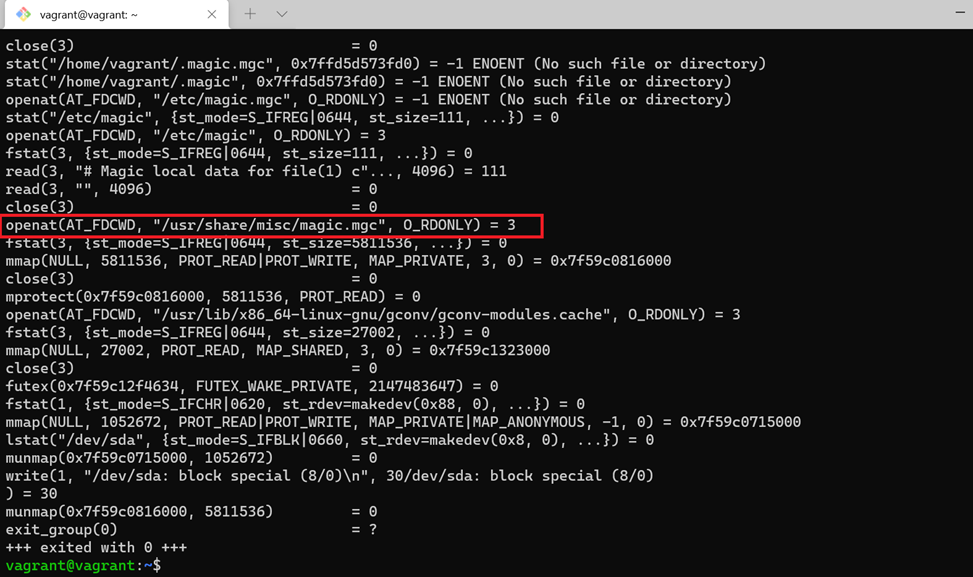 vagrant@vagrant: ~
close(3)                                = 0
stat("/home/vagrant/.magic.mgc", 0x7ffd5d573fd0) = -1 ENOENT (No such file or directory)
stat("/home/vagrant/.magic", 0x7ffd5d573fd0) = -1 ENOENT (No such file or directory)
openat(AT_FDCWD, "/etc/magic.mgc", O_RDONLY) = -1 ENOENT (No such file or directory)
stat("/etc/magic", {st_mode=S_IFREG|0644, st_size=111, ...}) = 0
openat(AT_FDCWD, "/etc/magic", O_RDONLY) = 3
fstat(3, {st_mode=S_IFREG|0644, st_size=111, ...}) = 0
read(3, "# Magic local data for file(1) c"..., 4096) = 111
read(3, "", 4096)                       = 0
close(3)                                = 0
openat(AT_FDCWD, "/usr/share/misc/magic.mgc", O_RDONLY) = 3
fstat(3, {st_mode=S_IFREG|0644, st_size=5811536, ...}) = 0
mmap(NULL, 5811536, PROT_READ|PROT_WRITE, MAP_PRIVATE, 3, 0) = 0x7f59c0816000
close(3)                                = 0
mprotect(0x7f59c0816000, 5811536, PROT_READ) = 0
openat(AT_FDCWD, "/usr/lib/x86_64-linux-gnu/gconv/gconv-modules.cache", O_RDONLY) = 3
fstat(3, {st_mode=S_IFREG|0644, st_size=27002, ...}) = 0
mmap(NULL, 27002, PROT_READ, MAP_SHARED, 3, 0) = 0x7f59c1323000
close(3)                                = 0
futex(0x7f59c12f4634, FUTEX_WAKE_PRIVATE, 2147483647) = 0
fstat(1, {st_mode=S_IFCHR|0620, st_rdev=makedev(0x88, 0), ...}) = 0
mmap(NULL, 1052672, PROT_READ|PROT_WRITE, MAP_PRIVATE|MAP_ANONYMOUS, -1, 0) = 0x7f59c0715000
lstat("/dev/sda", {st_mode=S_IFBLK|0660, st_rdev=makedev(0x8, 0), ...}) = 0
munmap(0x7f59c0715000, 1052672)         = 0
write(1, "/dev/sda: block special (8/0)\n", 30/dev/sda: block special (8/0)
) = 30
munmap(0x7f59c0816000, 5811536)         = 0
exit_group(0)                           = ?
+++ exited with 0 +++
vagrant@vagrant:~$